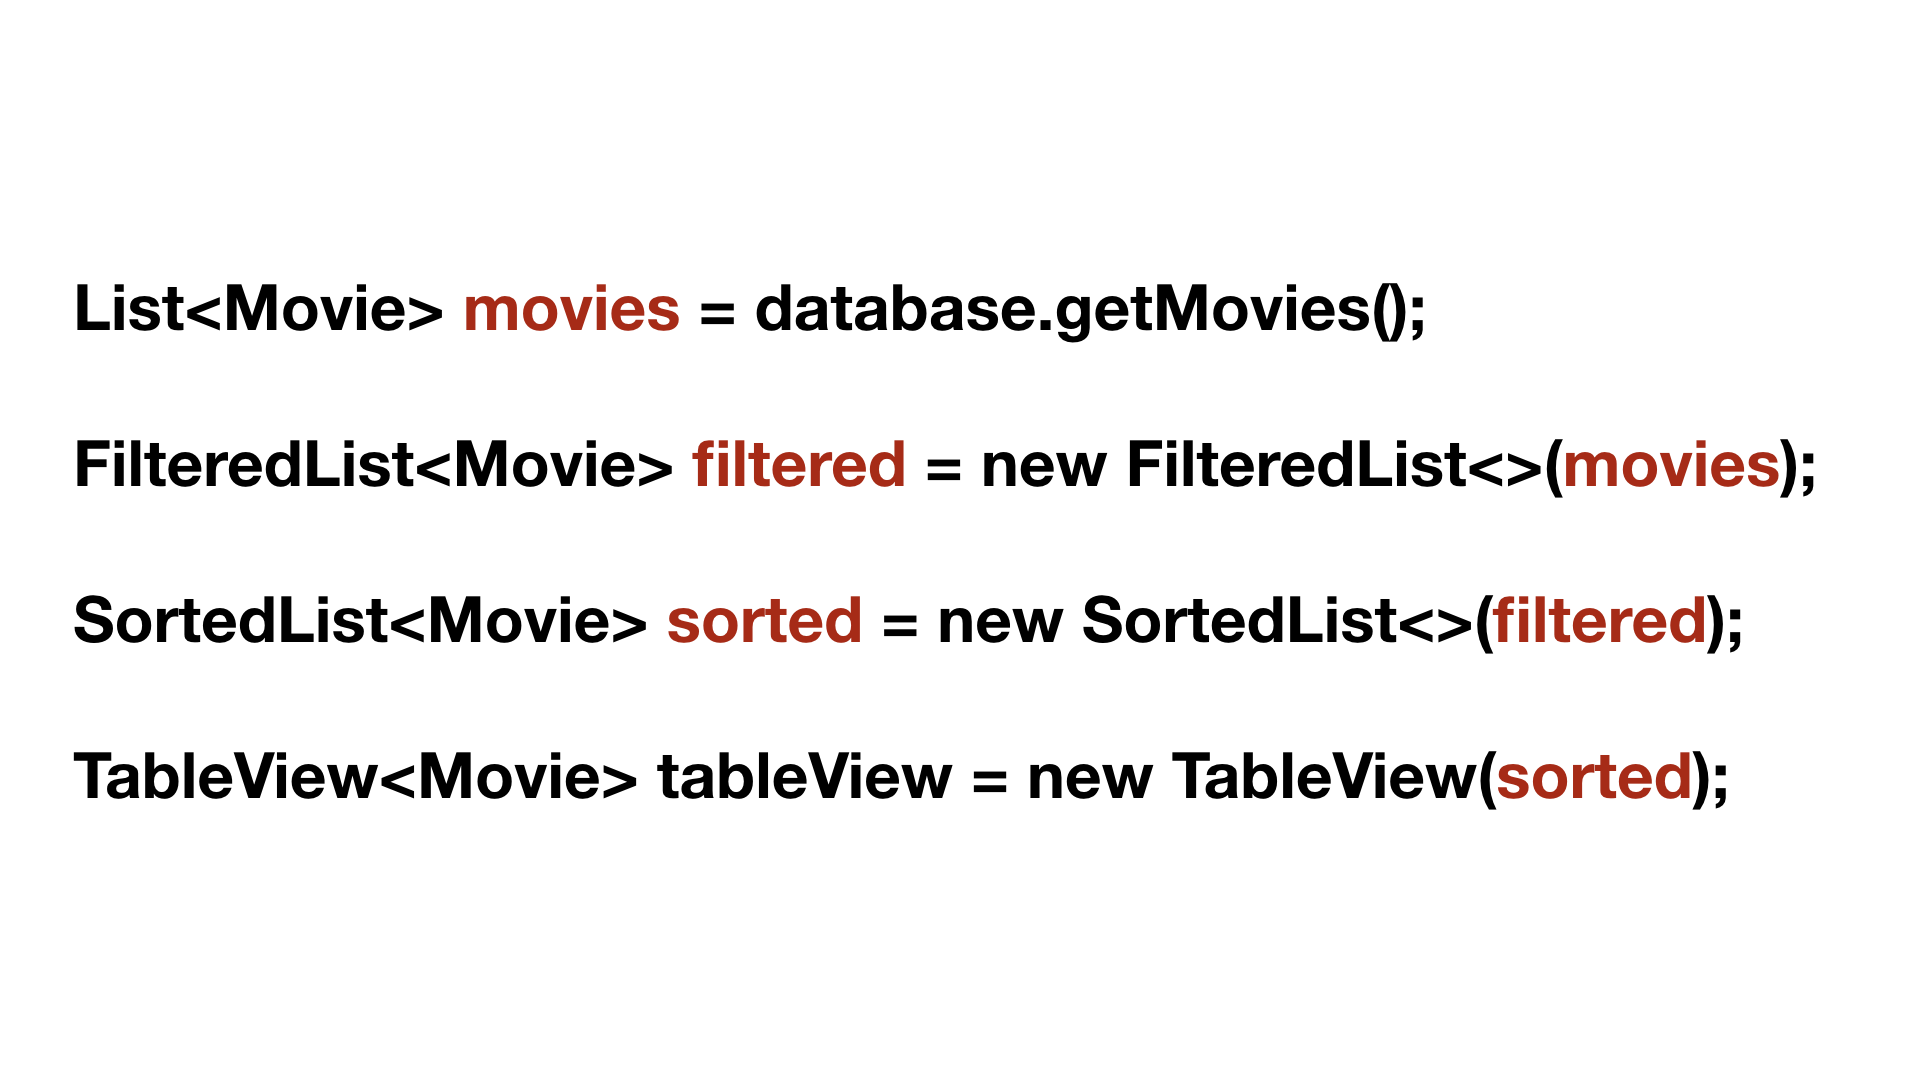 List<Movie> movies = database.getMovies();
FilteredList<Movie> filtered = new FilteredList<>(movies);
SortedList<Movie> sorted = new SortedList<>(filtered);
TableView<Movie> tableView = new TableView(sorted);